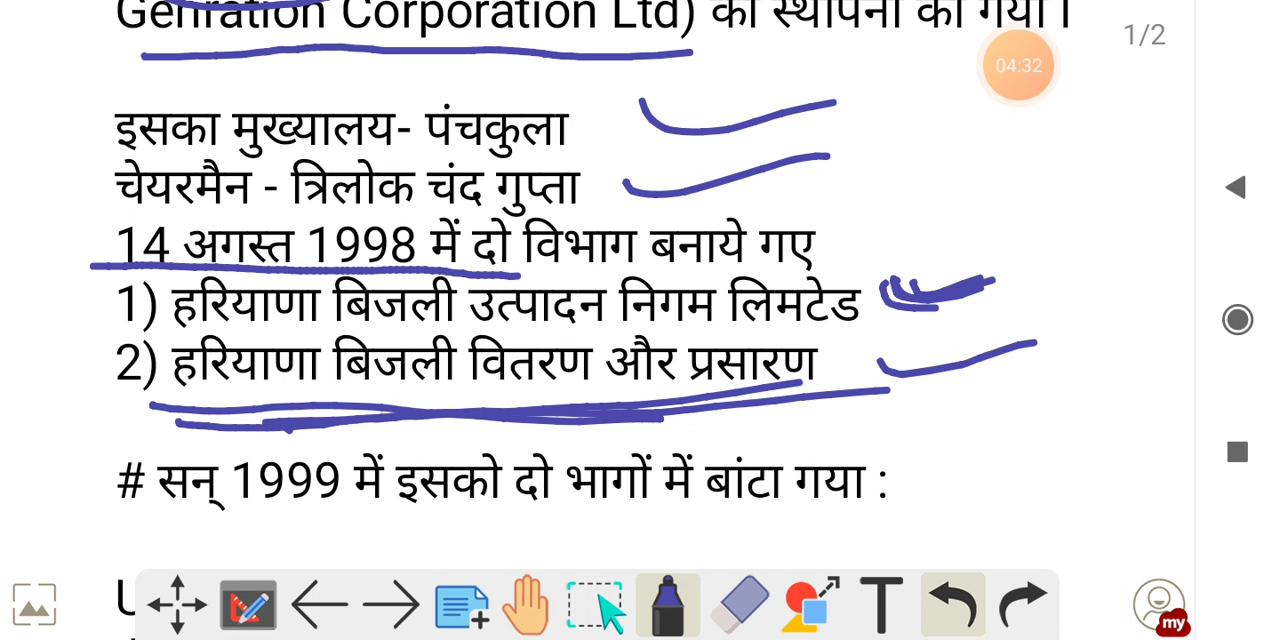 Genration Corporation Ltd) की स्थापना की गयी।
1/2
04:32
इसका मुख्यालय- पंचकुला
चेयरमैन - त्रिलोक चंद गुप्ता
14 अगस्त 1998 में दो विभाग बनाये गए
1) हरियाणा बिजली उत्पादन निगम लिमटेड
2) हरियाणा बिजली वितरण और प्रसारण
# सन् 1999 में इसको दो भागों में बांटा गया :
T
my